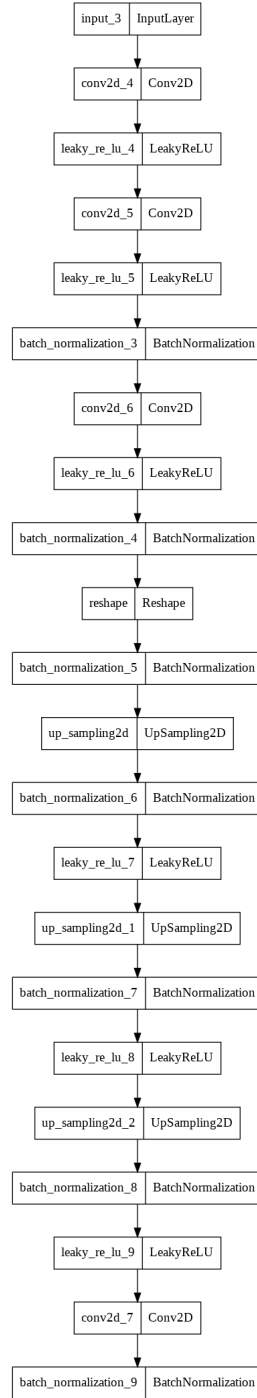 input_3 InputLayer
conv2d_4 Conv2D
leaky_re_lu_4 LeakyReLU
conv2d_5 Conv2D
leaky_re_lu_5 LeakyReLU
batch_normalization_3 BatchNormalization
conv2d_6 Conv2D
leaky_re_lu_6 LeakyReLU
batch_normalization_4 BatchNormalization
reshape Reshape
batch_normalization_5 BatchNormalization
up_sampling2d UpSampling2D
batch_normalization_6 BatchNormalization
leaky_re_lu_7 LeakyReLU
up_sampling2d_1 UpSampling2D
batch_normalization_7 BatchNormalization
leaky_re_lu_8 LeakyReLU
up_sampling2d_2 UpSampling2D
batch_normalization_8 BatchNormalization
leaky_re_lu_9 LeakyReLU
conv2d_7 Conv2D
batch_normalization_9 BatchNormalization